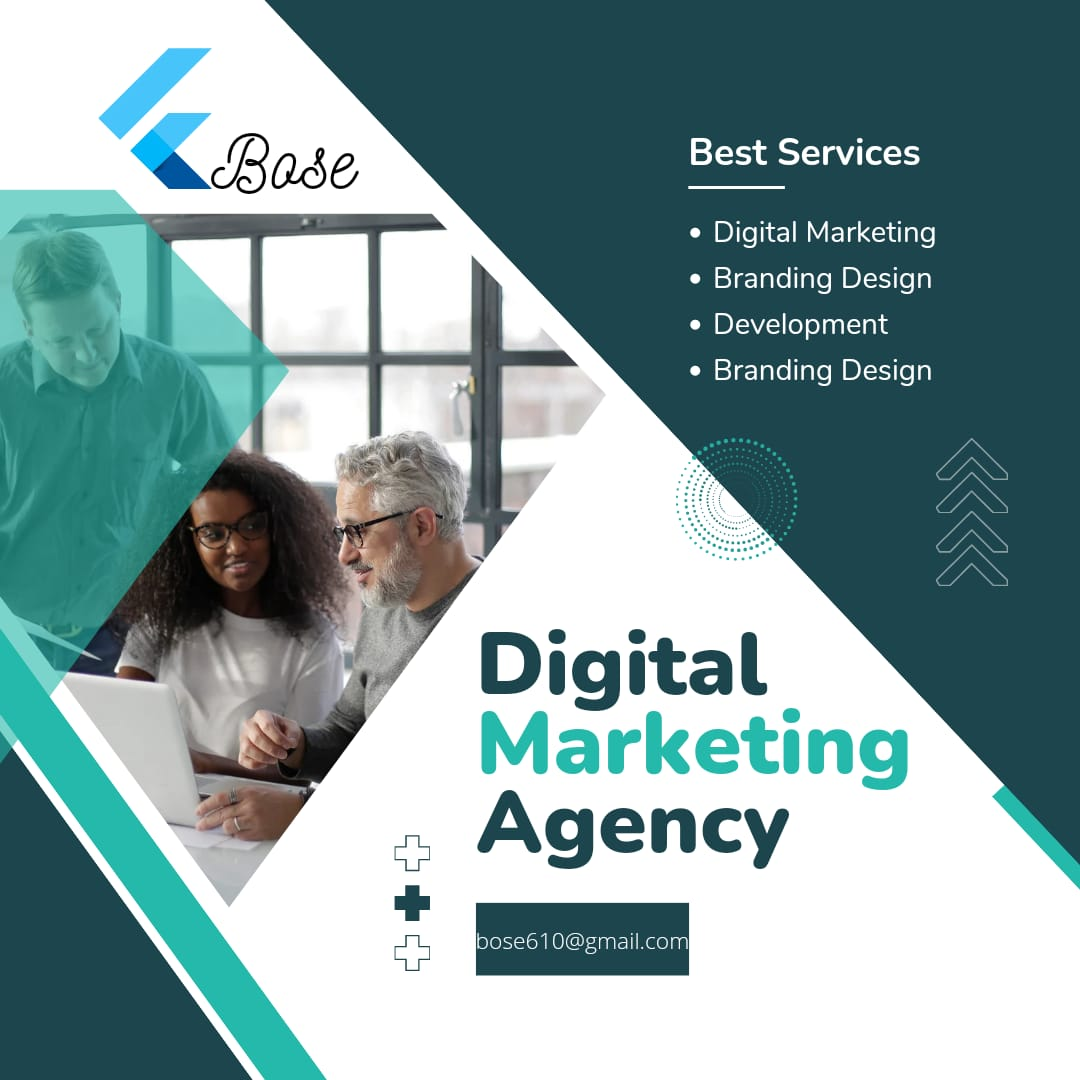 Bose
Best Services
• Digital Marketing
• Branding Design
• Development
• Branding Design
Digital
Marketing
Agency
bose610@gmail.com